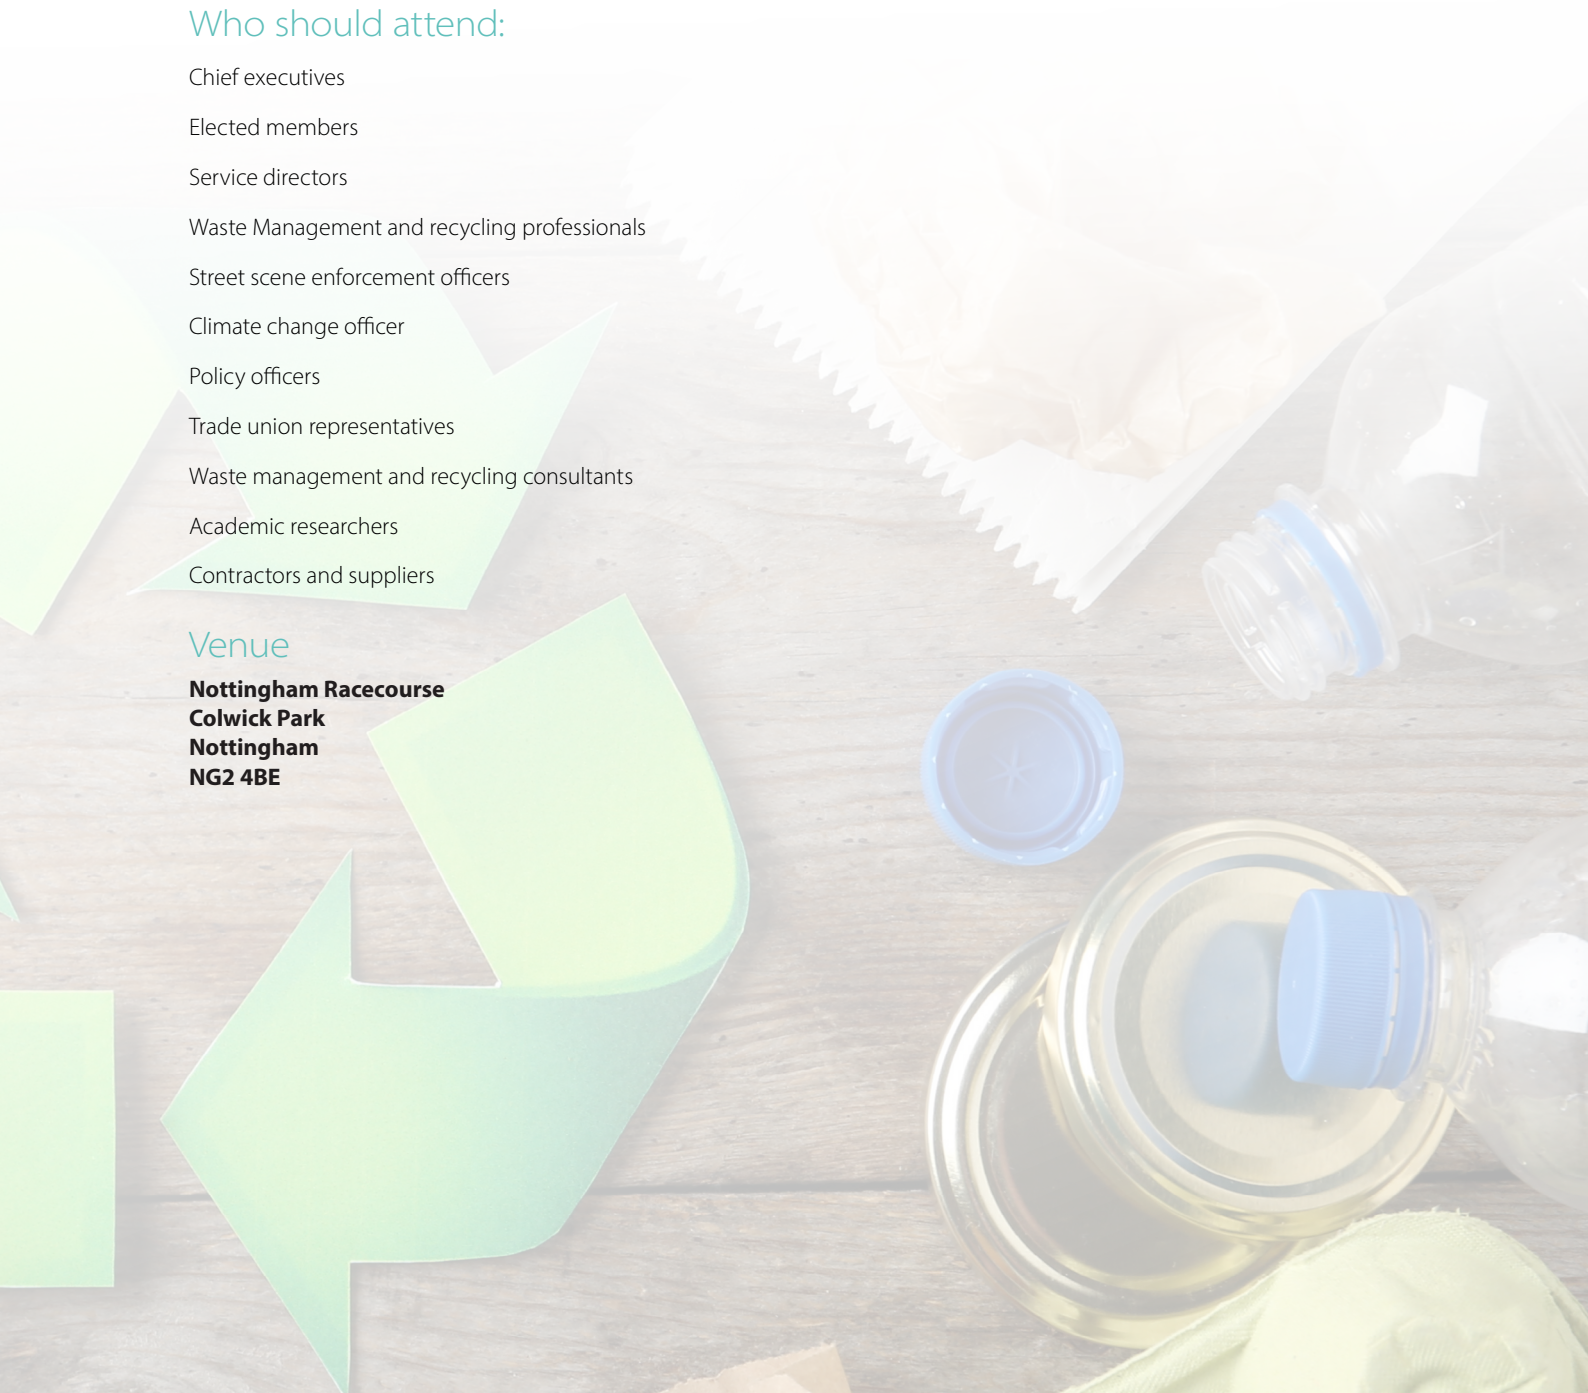 Who should attend:
Chief executives
Elected members
Service directors
Waste Management and recycling professionals
Street scene enforcement officers
Climate change officer
Policy officers
Trade union representatives
Waste management and recycling consultants
Academic researchers
Contractors and suppliers
Venue
Nottingham Racecourse
Colwick Park
Nottingham
NG2 4BE